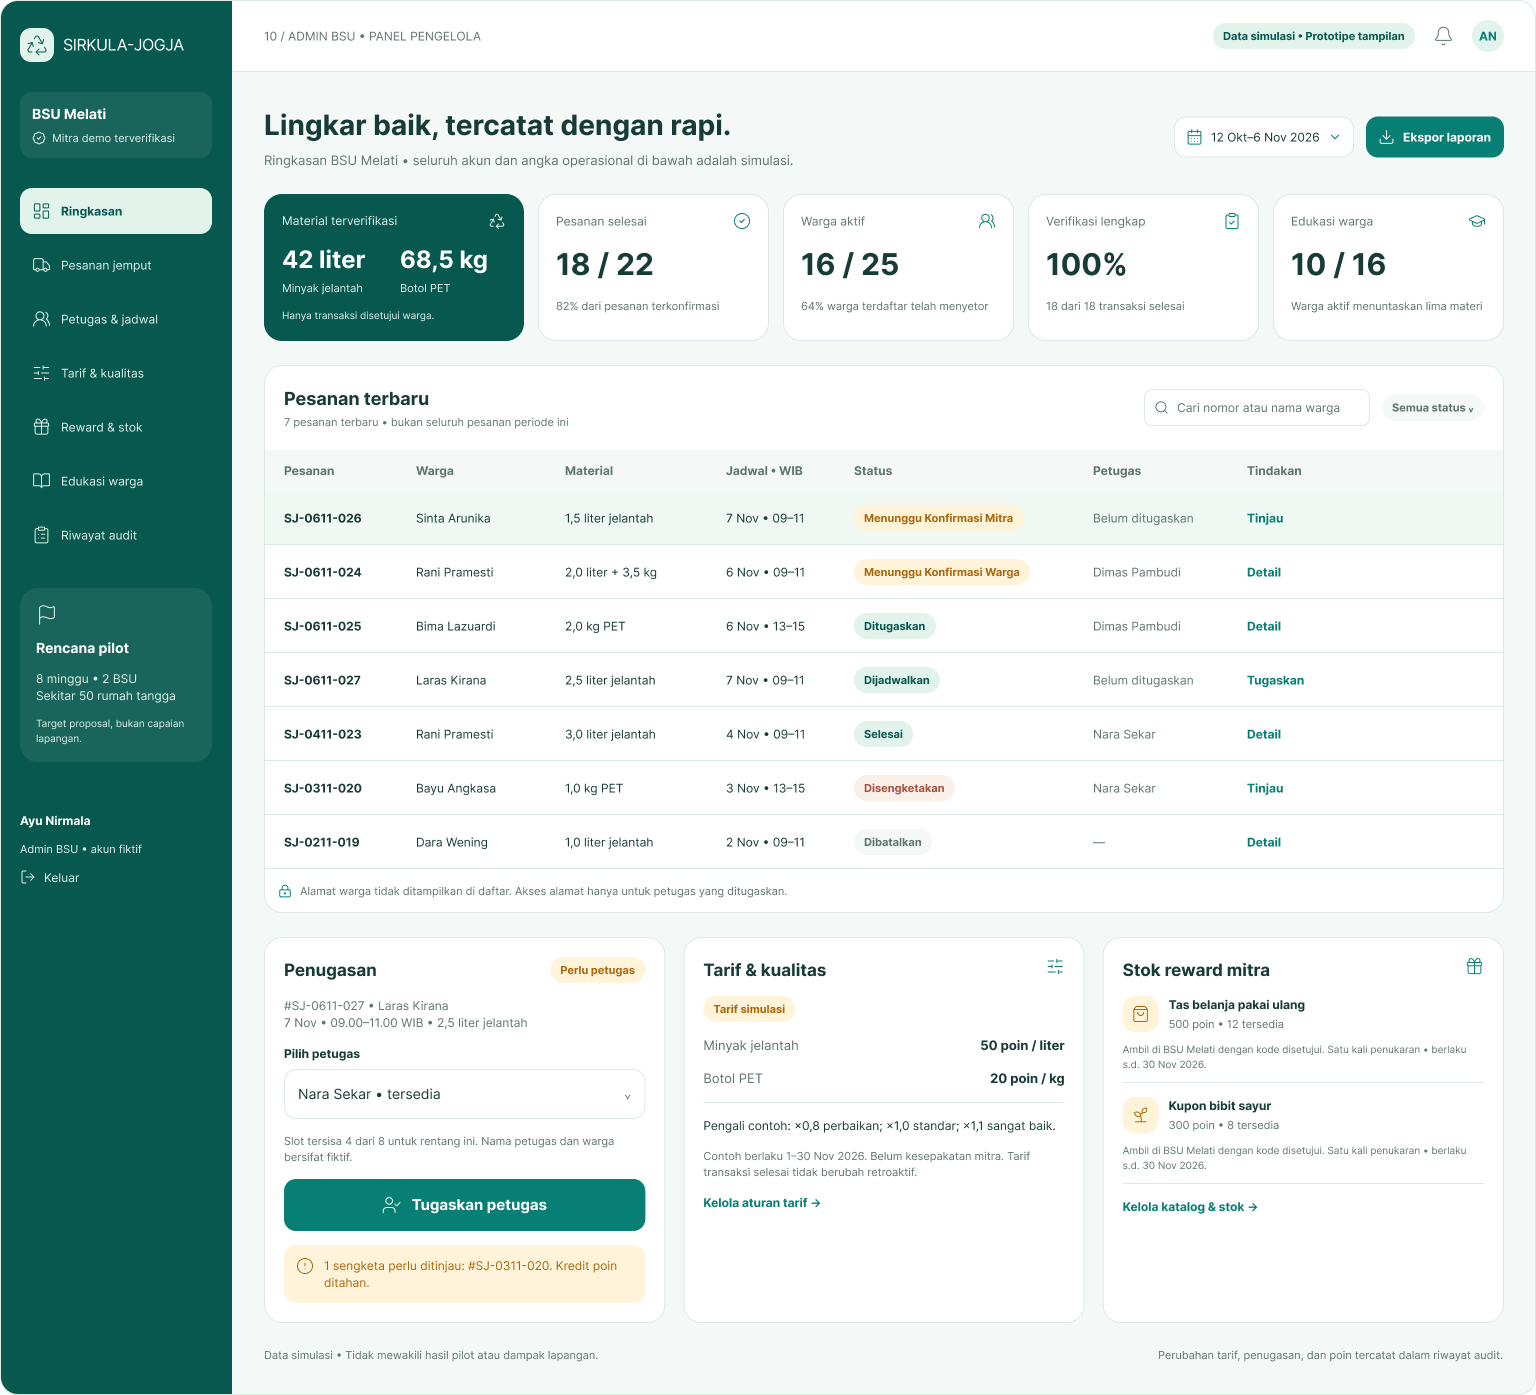 SIRKULA-JOGJA
BSU Melati
Mitra demo terverifikasi
Ringkasan
Pesanan jemput
Petugas & jadwal
Tarif & kualitas
Reward & stok
Edukasi warga
Riwayat audit
Rencana pilot
8 minggu • 2 BSU
Sekitar 50 rumah tangga
Target proposal, bukan capaian
lapangan.
Ayu Nirmala
Admin BSU • akun fiktif
Keluar
10 / ADMIN BSU • PANEL PENGELOLA
Data simulasi • Prototipe tampilan
AN
Lingkar baik, tercatat dengan rapi.
Ringkasan BSU Melati • seluruh akun dan angka operasional di bawah adalah simulasi.
12 Okt–6 Nov 2026
Ekspor laporan
Material terverifikasi
42 liter 68,5 kg
Minyak jelantah Botol PET
Hanya transaksi disetujui warga.
Pesanan selesai
18 / 22
82% dari pesanan terkonfirmasi
Warga aktif
16 / 25
64% warga terdaftar telah menyetor
Verifikasi lengkap
100%
18 dari 18 transaksi selesai
Edukasi warga
10 / 16
Warga aktif menuntaskan lima materi
Pesanan terbaru
7 pesanan terbaru • bukan seluruh pesanan periode ini
Cari nomor atau nama warga
Semua status
Pesanan Warga Material Jadwal • WIB Status Petugas Tindakan
SJ-0611-026 Sinta Arunika 1,5 liter jelantah 7 Nov • 09–11 Menunggu Konfirmasi Mitra Belum ditugaskan Tinjau
SJ-0611-024 Rani Pramesti 2,0 liter + 3,5 kg 6 Nov • 09–11 Menunggu Konfirmasi Warga Dimas Pambudi Detail
SJ-0611-025 Bima Lazuardi 2,0 kg PET 6 Nov • 13–15 Ditugaskan Dimas Pambudi Detail
SJ-0611-027 Laras Kirana 2,5 liter jelantah 7 Nov • 09–11 Dijadwalkan Belum ditugaskan Tugaskan
SJ-0411-023 Rani Pramesti 3,0 liter jelantah 4 Nov • 09–11 Selesai Nara Sekar Detail
SJ-0311-020 Bayu Angkasa 1,0 kg PET 3 Nov • 13–15 Disengketakan Nara Sekar Tinjau
SJ-0211-019 Dara Wening 1,0 liter jelantah 2 Nov • 09–11 Dibatalkan — Detail
Alamat warga tidak ditampilkan di daftar. Akses alamat hanya untuk petugas yang ditugaskan.
Penugasan
Perlu petugas
#SJ-0611-027 • Laras Kirana
7 Nov • 09.00–11.00 WIB • 2,5 liter jelantah
Pilih petugas
Nara Sekar • tersedia
Slot tersisa 4 dari 8 untuk rentang ini. Nama petugas dan warga
bersifat fiktif.
Tugaskan petugas
1 sengketa perlu ditinjau: #SJ-0311-020. Kredit poin
ditahan.
Tarif & kualitas
Tarif simulasi
Minyak jelantah 50 poin / liter
Botol PET 20 poin / kg
Pengali contoh: ×0,8 perbaikan; ×1,0 standar; ×1,1 sangat baik.
Contoh berlaku 1–30 Nov 2026. Belum kesepakatan mitra. Tarif
transaksi selesai tidak berubah retroaktif.
Kelola aturan tarif →
Stok reward mitra
Tas belanja pakai ulang
500 poin • 12 tersedia
Ambil di BSU Melati dengan kode disetujui. Satu kali penukaran • berlaku
s.d. 30 Nov 2026.
Kupon bibit sayur
300 poin • 8 tersedia
Ambil di BSU Melati dengan kode disetujui. Satu kali penukaran • berlaku
s.d. 30 Nov 2026.
Kelola katalog & stok →
Data simulasi • Tidak mewakili hasil pilot atau dampak lapangan.
Perubahan tarif, penugasan, dan poin tercatat dalam riwayat audit.